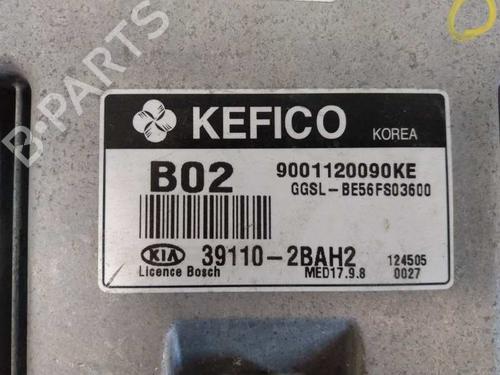 KEFICO KOREA
B02 9001120090KE
GGSL-BE56FS03600
KIA 39110-2BAH2 124505
Licence Bosch MED17.9.8 0027
B PARTS